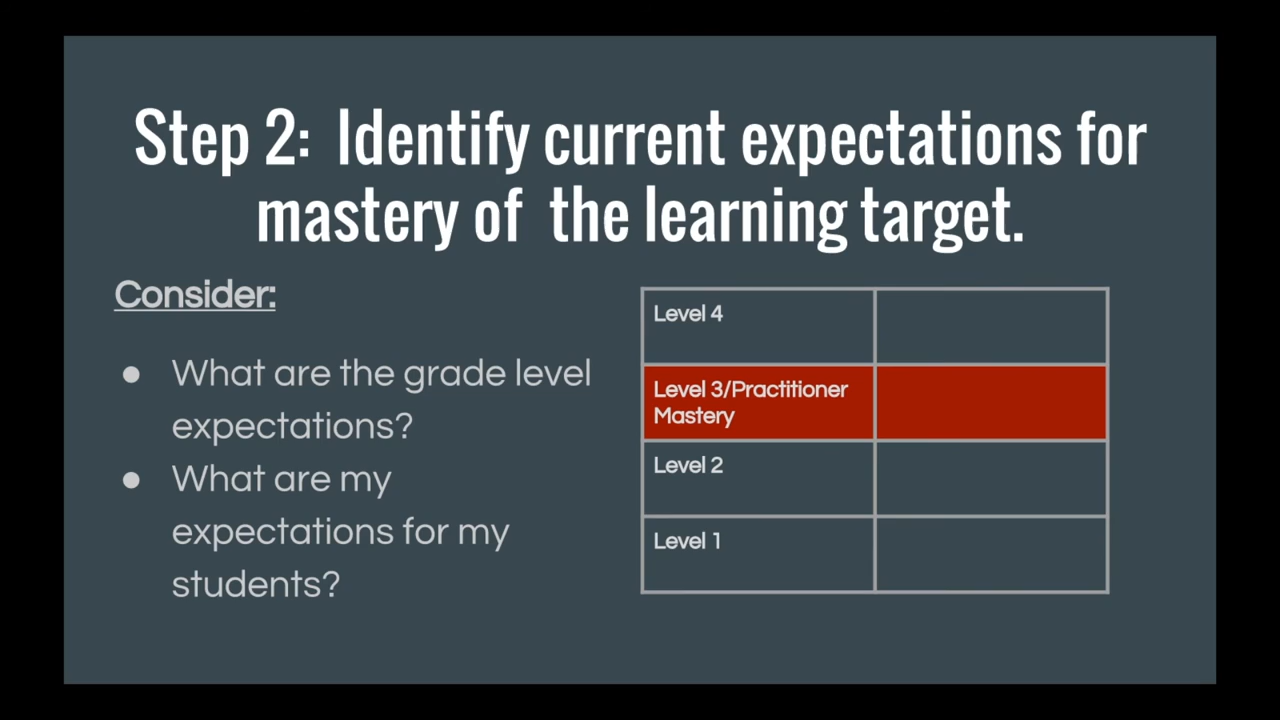 Step 2:  Identify current expectations for
mastery of  the learning target.
Consider:
● What are the grade level
expectations?
● What are my
expectations for my
students?
Level 4
Level 3/Practitioner
Mastery
Level 2
Level 1